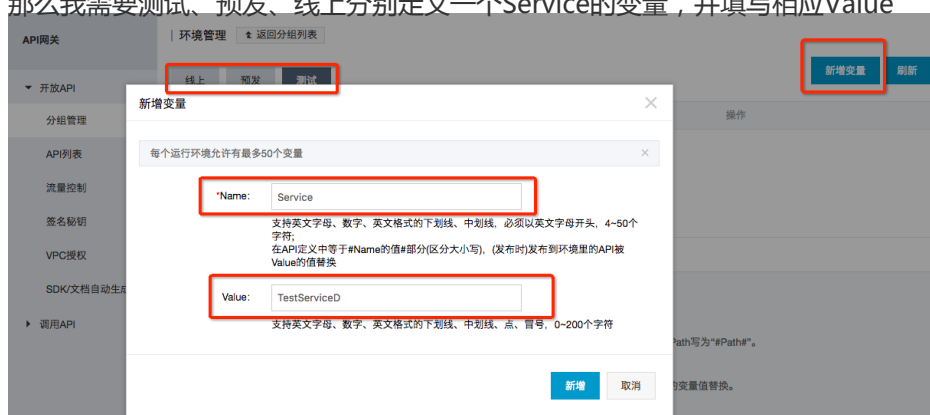 那么我需要测试、预发、线上分别定义一个Service的变量，并填写相应Value
API网关
环境管理
返回分组列表
线上
预发
测试
新增变量
刷新
开放API
分组管理
API列表
流量控制
签名秘钥
VPC授权
SDK/文档自动生成
调用API
操作
新增变量
每个运行环境允许有最多50个变量
*Name:
Service
支持英文字母、数字、英文格式的下划线、中划线，必须以英文字母开头，4~50个
字符;
在API定义中等于#Name的值#部分(区分大小写)，(发布时)发布到环境里的API被
Value的值替换
Value:
TestServiceD
支持英文字母、数字、英文格式的下划线、中划线、点、冒号，0~200个字符
Path写为"#Path#"。
的变量值替换。
新增
取消